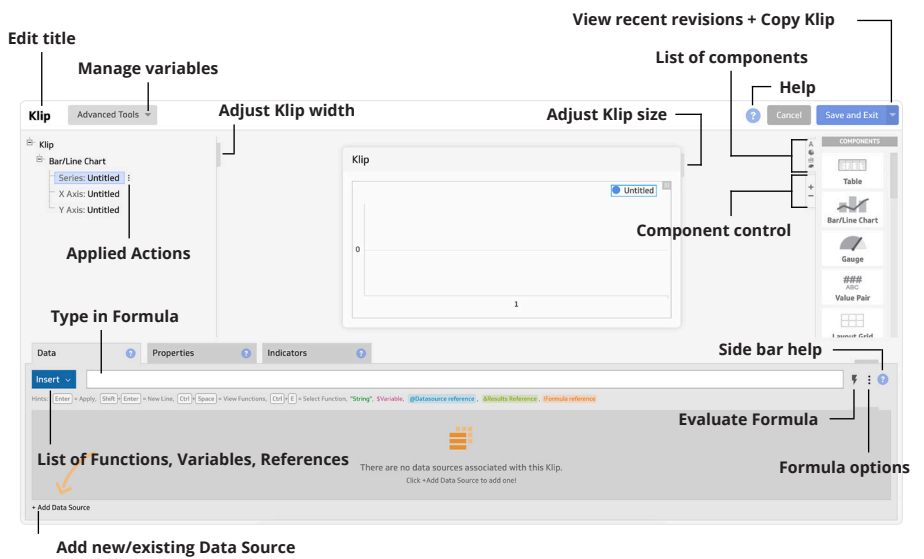 View recent revisions + Copy Klip
Edit title
List of components
Manage variables
Help
Klip
Advanced Tools
Adjust Klip width
Adjust Klip size
?
Cancel
Save and Exit
Klip
Bar/Line Chart
Series: Untitled
X Axis: Untitled
Y Axis: Untitled
Klip
Untitled
0
1
A
+
−
COMPONENTS
Table
Bar/Line Chart
Gauge
###
ABC
Value Pair
Layout Grid
Component control
Applied Actions
Type in Formula
Side bar help
Data ?
Properties ?
Indicators ?
Insert
?
Hints: Enter = Apply, Shift + Enter = New Line, Ctrl + Space = View Functions, Ctrl + E = Select Function, "String", $Variable, @Datasource reference , &Results Reference , !Formula reference
Evaluate Formula
List of Functions, Variables, References
Formula options
There are no data sources associated with this Klip.
Click +Add Data Source to add one!
+ Add Data Source
Add new/existing Data Source